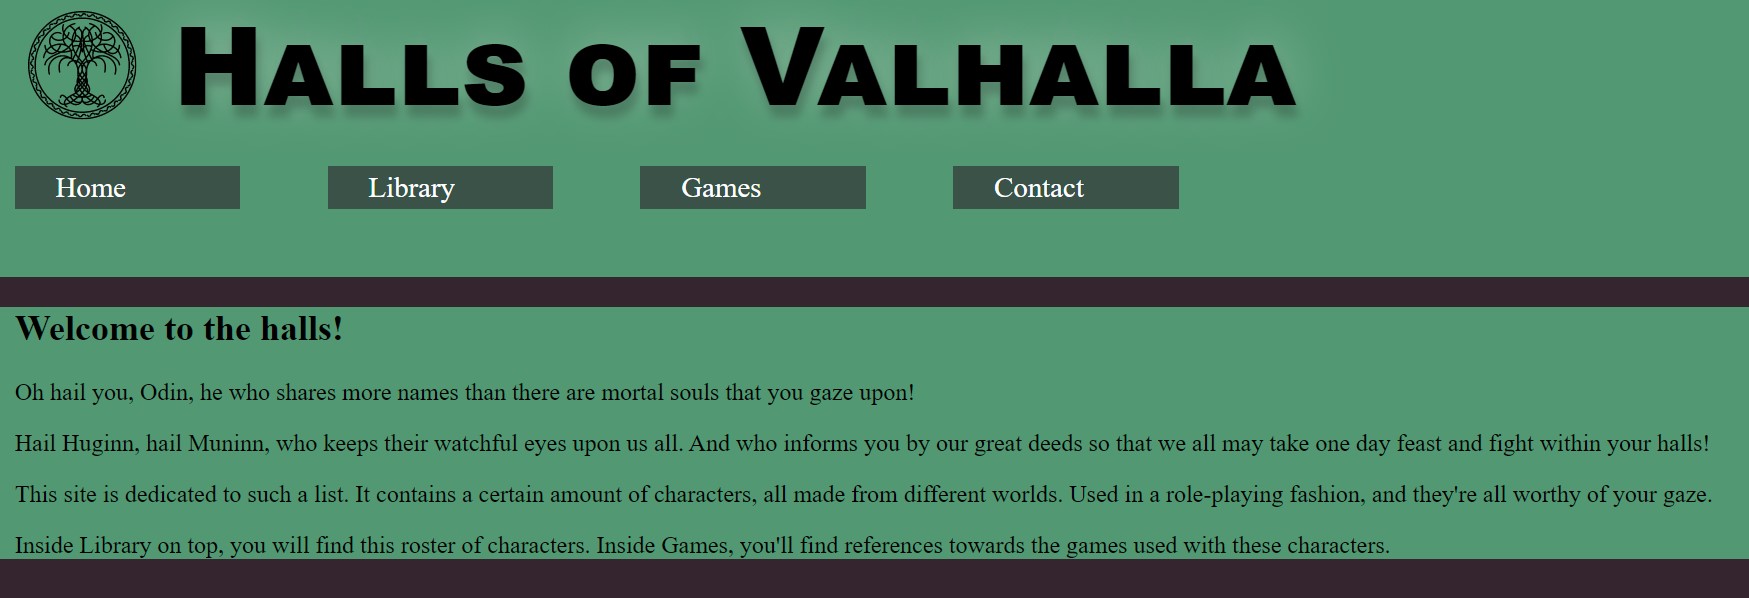 Halls of Valhalla
Home
Library
Games
Contact
Welcome to the halls!
Oh hail you, Odin, he who shares more names than there are mortal souls that you gaze upon!
Hail Huginn, hail Muninn, who keeps their watchful eyes upon us all. And who informs you by our great deeds so that we all may take one day feast and fight within your halls!
This site is dedicated to such a list. It contains a certain amount of characters, all made from different worlds. Used in a role-playing fashion, and they're all worthy of your gaze.
Inside Library on top, you will find this roster of characters. Inside Games, you'll find references towards the games used with these characters.